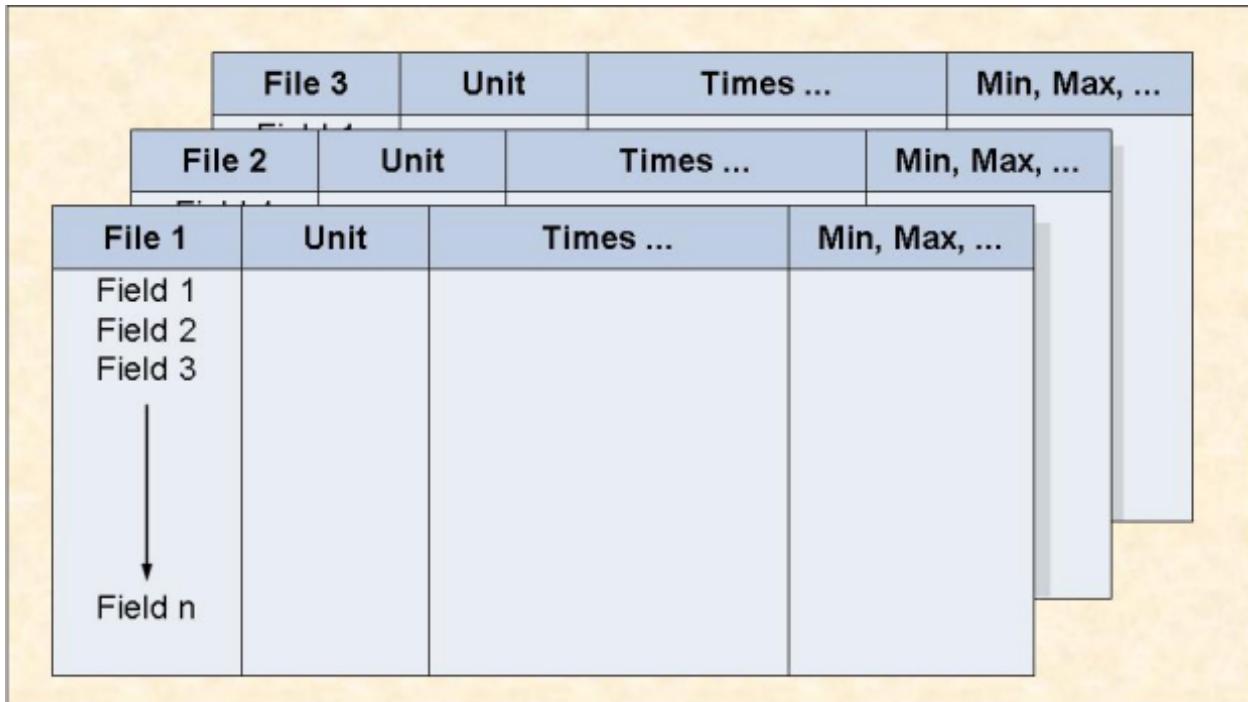 File 3 Unit Times ... Min, Max, ...
File 2 Unit Times ... Min, Max, ...
File 1 Unit Times ... Min, Max, ...
Field 1
Field 2
Field 3
Field n